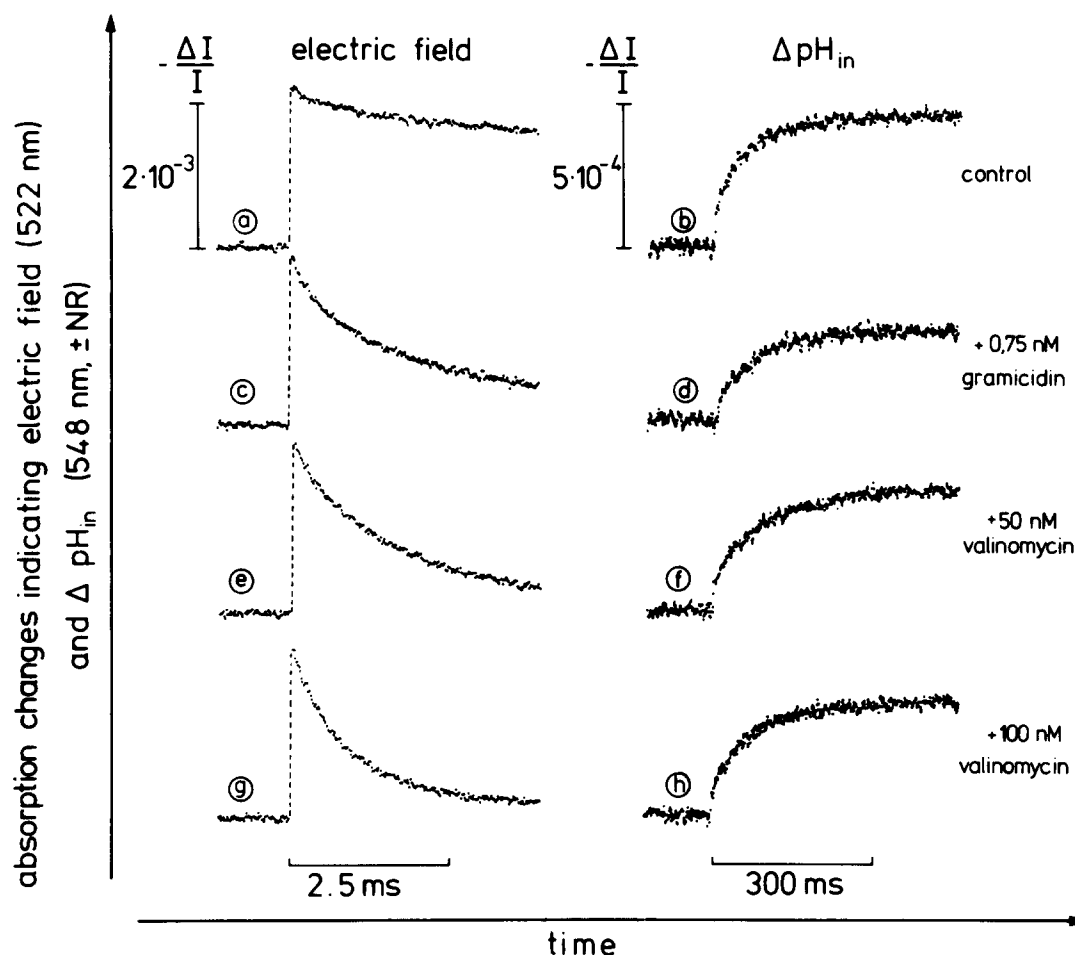 absorption changes indicating electric field (522 nm)
and Δ pH_in (548 nm, ±NR)
- ΔI/I
electric field
- ΔI/I
ΔpH_in
2·10⁻³
5·10⁻⁴
ⓐ
ⓑ
control
ⓒ
ⓓ
+ 0,75 nM
gramicidin
ⓔ
ⓕ
+50 nM
valinomycin
ⓖ
ⓗ
+100 nM
valinomycin
2.5 ms
300 ms
time